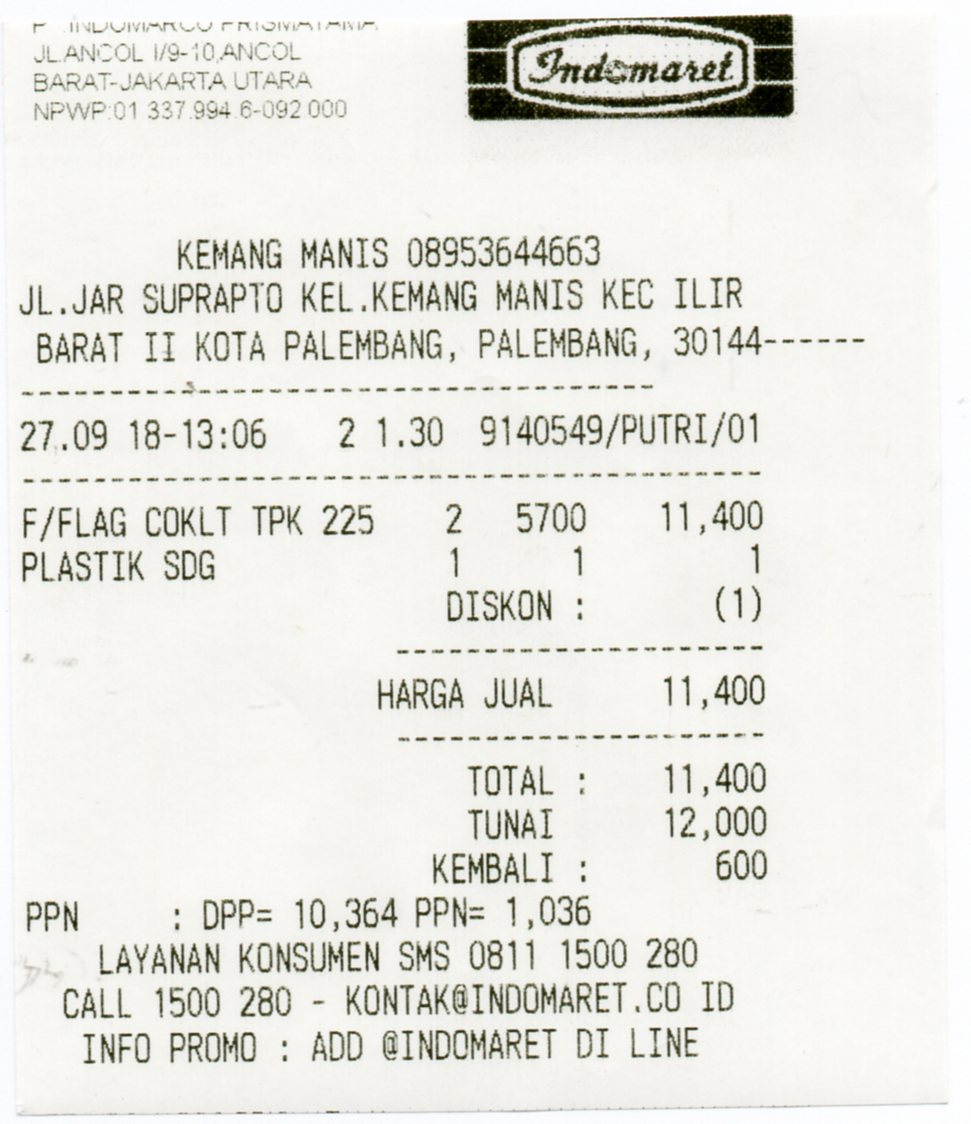 P .INDOMARCO PRISMATAMA
JL.ANCOL I/9-10,ANCOL
BARAT-JAKARTA UTARA
NPWP:01 337.994.6-092.000
Indomaret
KEMANG MANIS 08953644663
JL.JAR SUPRAPTO KEL.KEMANG MANIS KEC ILIR
BARAT II KOTA PALEMBANG, PALEMBANG, 30144------
------------------------------------
27.09 18-13:06 2 1.30 9140549/PUTRI/01
------------------------------------------
F/FLAG COKLT TPK 225 2 5700 11,400
PLASTIK SDG 1 1 1
DISKON : (1)
---------------------
HARGA JUAL 11,400
---------------------
TOTAL : 11,400
TUNAI 12,000
KEMBALI : 600
PPN : DPP= 10,364 PPN= 1,036
LAYANAN KONSUMEN SMS 0811 1500 280
CALL 1500 280 - KONTAK@INDOMARET.CO ID
INFO PROMO : ADD @INDOMARET DI LINE